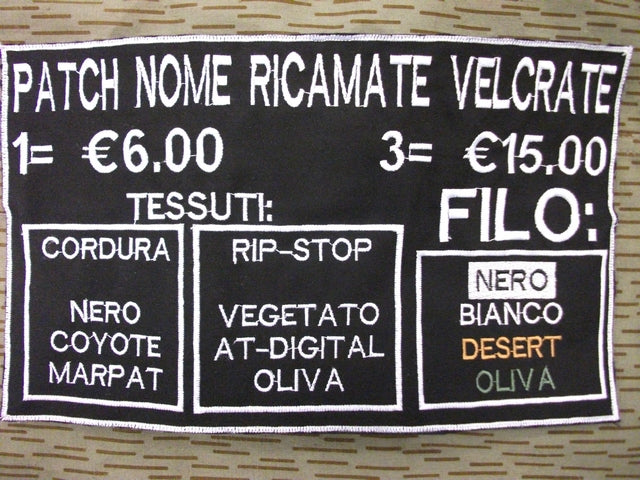 PATCH NOME RICAMATE VELCRATE
1= €6.00 3= €15.00
TESSUTI:
CORDURA
NERO
COYOTE
MARPAT
RIP-STOP
VEGETATO
AT-DIGITAL
OLIVA
FILO:
NERO
BIANCO
DESERT
OLIVA